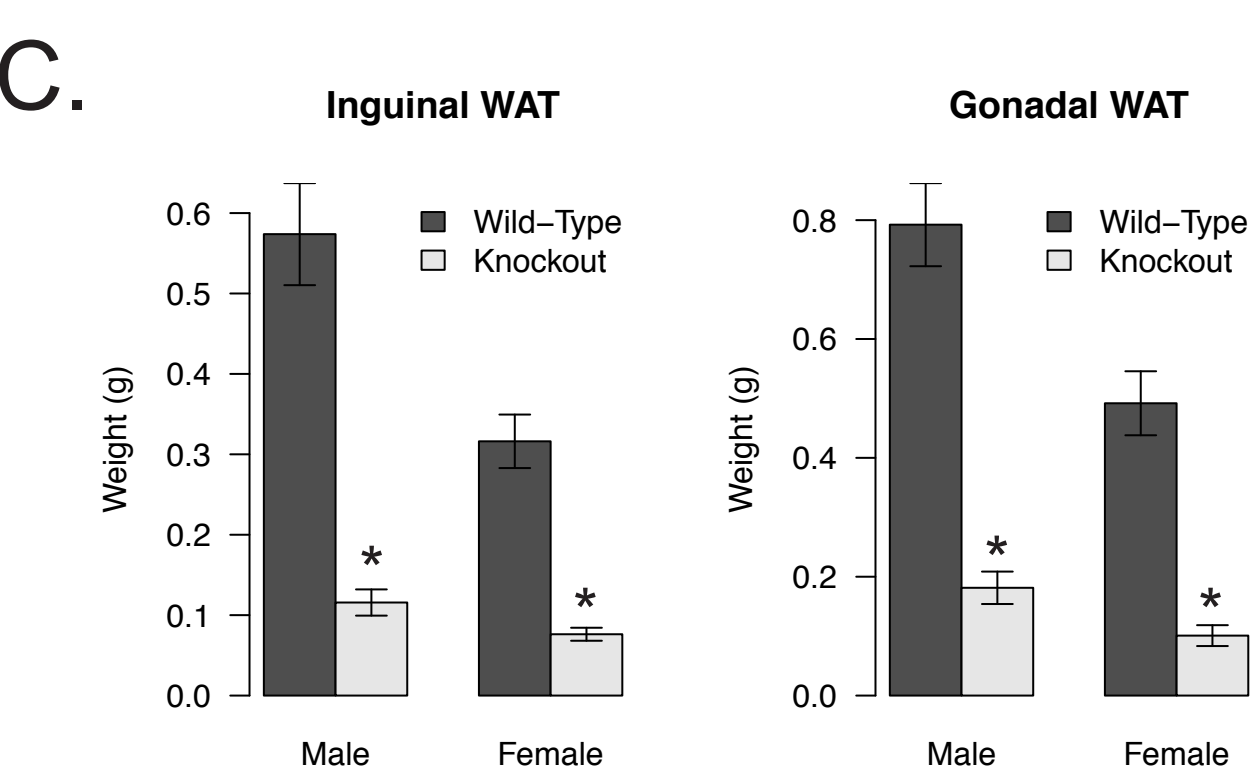 C.
Inguinal WAT
Weight (g)
0.6
0.5
0.4
0.3
0.2
0.1
0.0
Wild–Type
Knockout
*
*
Male
Female
Gonadal WAT
Weight (g)
0.8
0.6
0.4
0.2
0.0
Wild–Type
Knockout
*
*
Male
Female